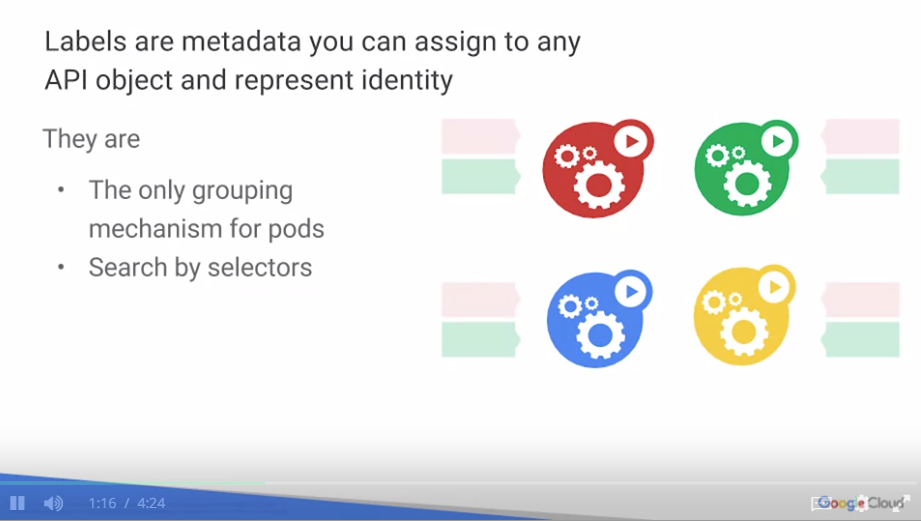 Labels are metadata you can assign to any
API object and represent identity
They are
• The only grouping
mechanism for pods
• Search by selectors
1:16 / 4:24
Google Cloud